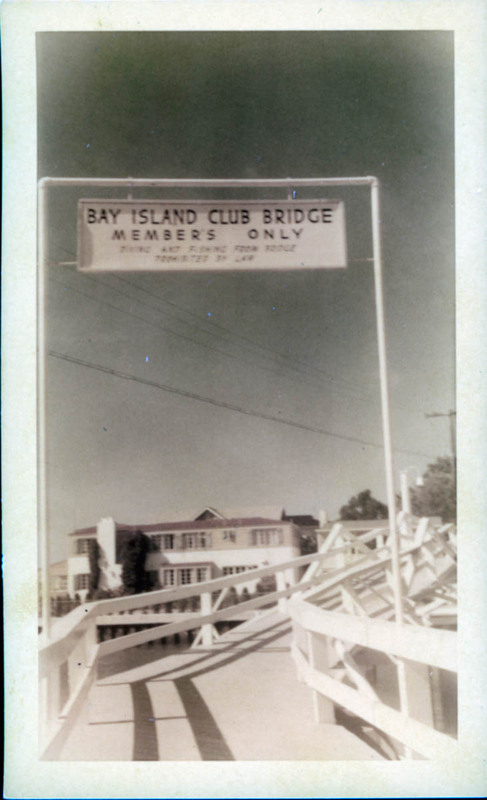 BAY ISLAND CLUB BRIDGE
MEMBER'S ONLY
DIVING AND FISHING FROM BRIDGE
PROHIBITED BY LAW